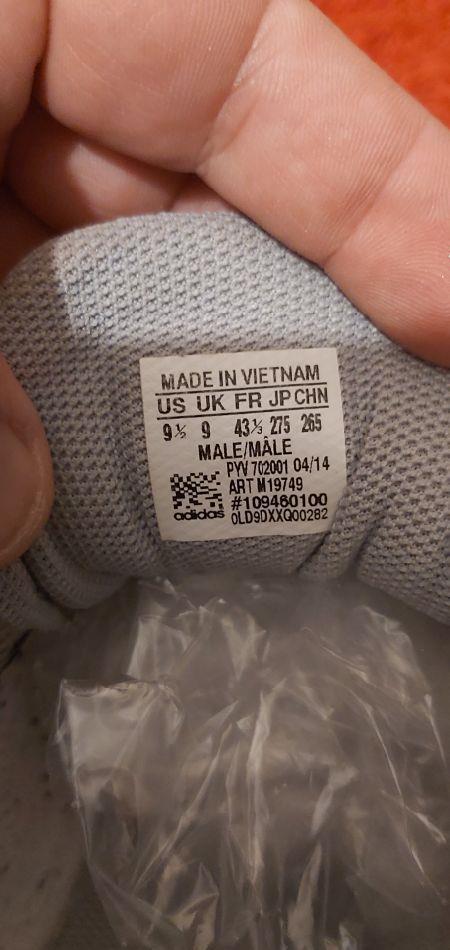 MADE IN VIETNAM
US UK FR JP CHN
9½ 9 43⅓ 275 265
MALE/MÂLE
PYV 702001 04/14
ART M19749
#109460100
adidas 0LD9DXXQ00282